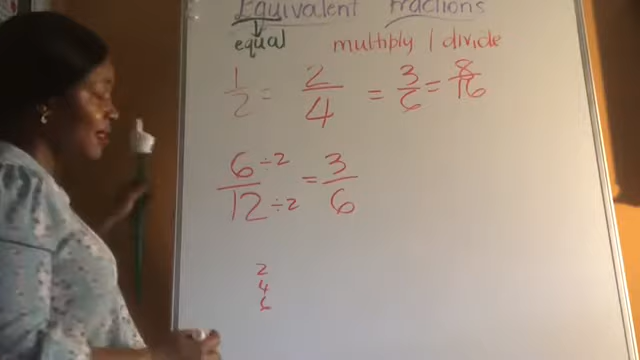 Equivalent Fractions
equal multiply / divide
1/2 = 2/4 = 3/6 = 8/16
6÷2/12÷2 = 3/6
2
4
6